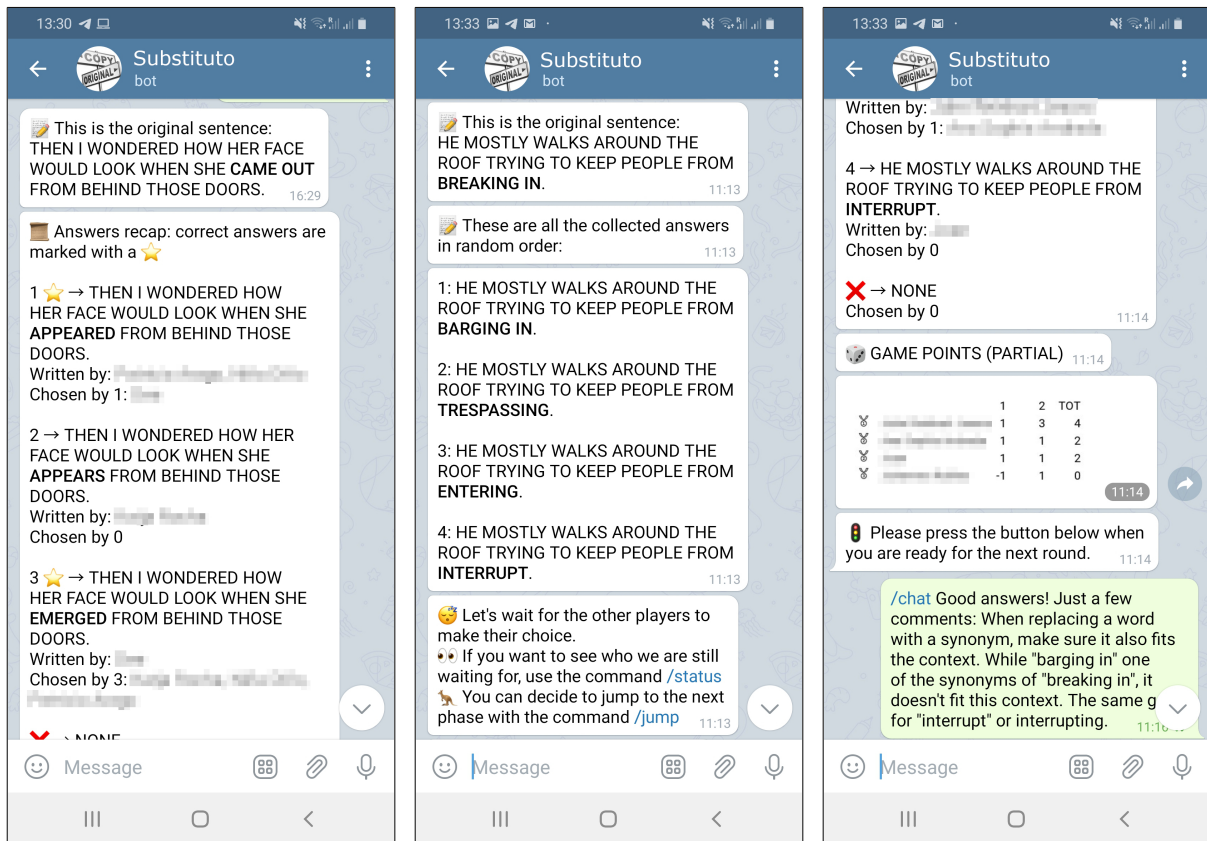 13:30
Substituto
bot
COPY
ORIGINAL
📝 This is the original sentence:
THEN I WONDERED HOW HER FACE
WOULD LOOK WHEN SHE CAME OUT
FROM BEHIND THOSE DOORS.
16:29
📜 Answers recap: correct answers are
marked with a ⭐
1 ⭐ → THEN I WONDERED HOW
HER FACE WOULD LOOK WHEN SHE
APPEARED FROM BEHIND THOSE
DOORS.
Written by:
Chosen by 1:
2 → THEN I WONDERED HOW HER
FACE WOULD LOOK WHEN SHE
APPEARS FROM BEHIND THOSE
DOORS.
Written by:
Chosen by 0
3 ⭐ → THEN I WONDERED HOW
HER FACE WOULD LOOK WHEN SHE
EMERGED FROM BEHIND THOSE
DOORS.
Written by:
Chosen by 3:
❌ → NONE
Message
13:33
Substituto
bot
COPY
ORIGINAL
📝 This is the original sentence:
HE MOSTLY WALKS AROUND THE
ROOF TRYING TO KEEP PEOPLE FROM
BREAKING IN.
11:13
📝 These are all the collected answers
in random order:
11:13
1: HE MOSTLY WALKS AROUND THE
ROOF TRYING TO KEEP PEOPLE FROM
BARGING IN.
2: HE MOSTLY WALKS AROUND THE
ROOF TRYING TO KEEP PEOPLE FROM
TRESPASSING.
3: HE MOSTLY WALKS AROUND THE
ROOF TRYING TO KEEP PEOPLE FROM
ENTERING.
4: HE MOSTLY WALKS AROUND THE
ROOF TRYING TO KEEP PEOPLE FROM
INTERRUPT.
11:13
😴 Let's wait for the other players to
make their choice.
👀 If you want to see who we are still
waiting for, use the command /status
🦘 You can decide to jump to the next
phase with the command /jump
11:13
Message
13:33
Substituto
bot
COPY
ORIGINAL
Written by:
Chosen by 1:
4 → HE MOSTLY WALKS AROUND THE
ROOF TRYING TO KEEP PEOPLE FROM
INTERRUPT.
Written by:
Chosen by 0
❌ → NONE
Chosen by 0
11:14
🎲 GAME POINTS (PARTIAL)
11:14
1 2 TOT
1 3 4
1 1 2
1 1 2
-1 1 0
11:14
🚦 Please press the button below when
you are ready for the next round.
11:14
/chat Good answers! Just a few
comments: When replacing a word
with a synonym, make sure it also fits
the context. While "barging in" one
of the synonyms of "breaking in", it
doesn't fit this context. The same g
for "interrupt" or interrupting.
11:16
Message